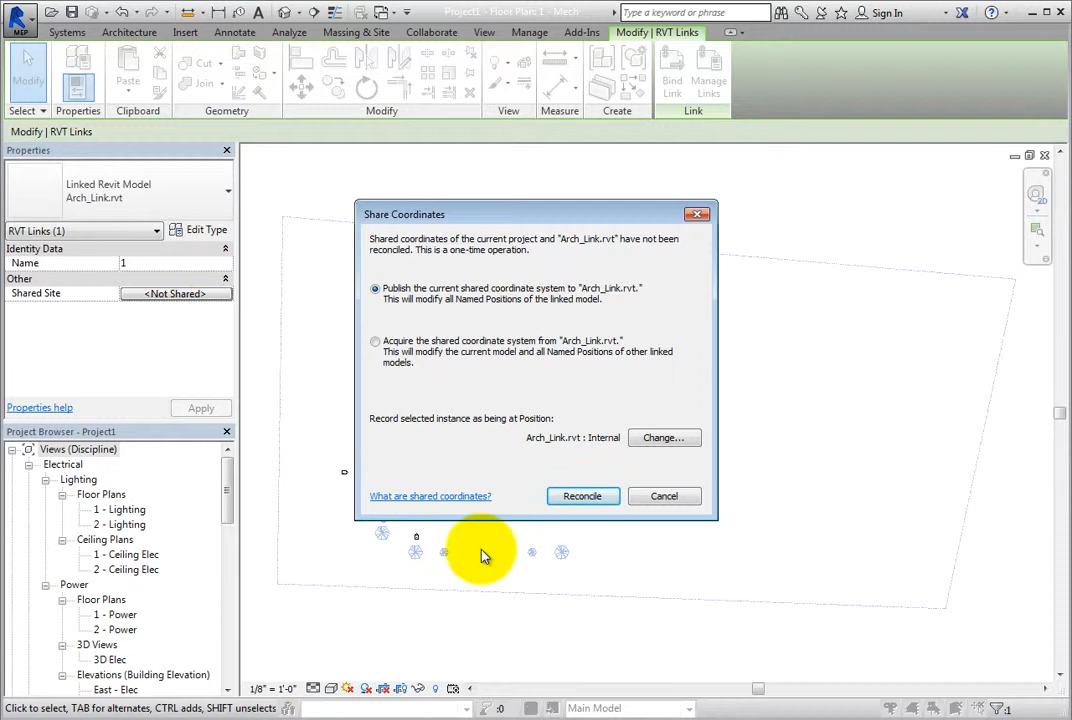 Project1 - Floor Plan: 1 - Mech
Type a keyword or phrase
Sign In
MEP
Systems Architecture Insert Annotate Analyze Massing & Site Collaborate View Manage Add-Ins Modify | RVT Links
Modify
Paste
Cut
Join
Bind Link
Manage Links
Select Properties Clipboard Geometry Modify View Measure Create Link
Modify | RVT Links
Properties
Linked Revit Model
Arch_Link.rvt
RVT Links (1)
Edit Type
Identity Data
Name 1
Other
Shared Site <Not Shared>
Properties help
Apply
Project Browser - Project1
Views (Discipline)
Electrical
Lighting
Floor Plans
1 - Lighting
2 - Lighting
Ceiling Plans
1 - Ceiling Elec
2 - Ceiling Elec
Power
Floor Plans
1 - Power
2 - Power
3D Views
3D Elec
Elevations (Building Elevation)
East - Elec
Share Coordinates
Shared coordinates of the current project and "Arch_Link.rvt" have not been
reconciled. This is a one-time operation.
Publish the current shared coordinate system to "Arch_Link.rvt."
This will modify all Named Positions of the linked model.
Acquire the shared coordinate system from "Arch_Link.rvt."
This will modify the current model and all Named Positions of other linked
models.
Record selected instance as being at Position:
Arch_Link.rvt : Internal
Change...
What are shared coordinates?
Reconcile
Cancel
2D
1/8" = 1'-0"
Click to select, TAB for alternates, CTRL adds, SHIFT unselects
:0
Main Model
:1